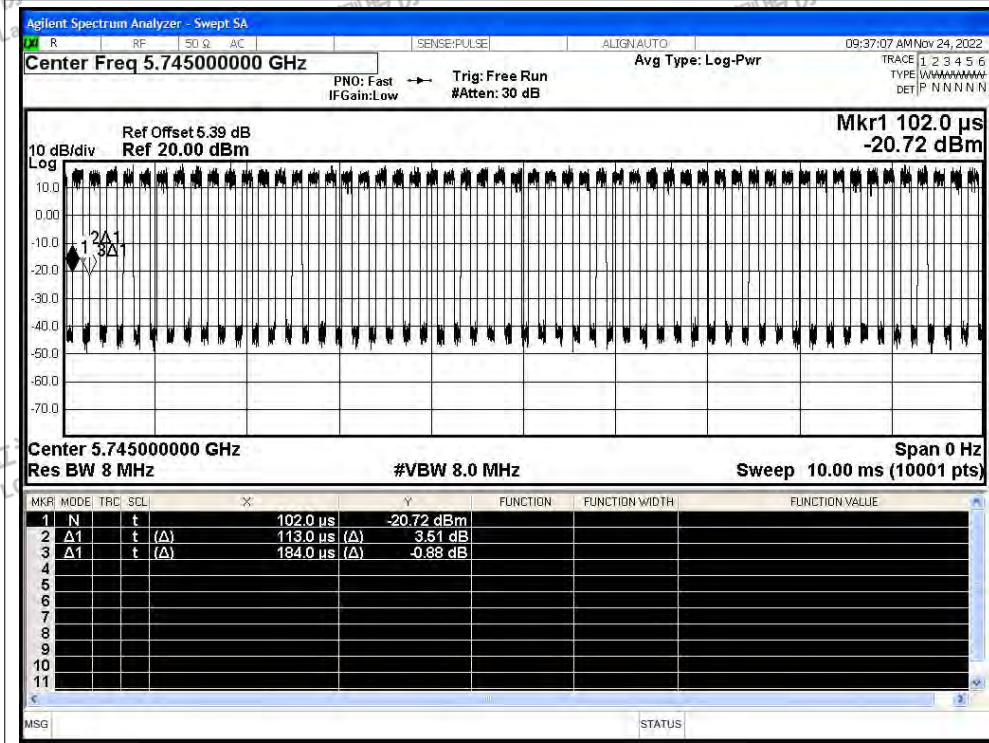 Agilent Spectrum Analyzer - Swept SA
R RF 50 Ω AC SENSE:PULSE ALIGN AUTO 09:37:07 AM Nov 24, 2022
Center Freq 5.745000000 GHz
PNO: Fast
IFGain:Low
Trig: Free Run
#Atten: 30 dB
Avg Type: Log-Pwr
TRACE 1 2 3 4 5 6
TYPE
DET P N N N N N
Mkr1 102.0 µs
-20.72 dBm
Ref Offset 5.39 dB
10 dB/div Ref 20.00 dBm
Log
10.0
0.00
-10.0
-20.0
-30.0
-40.0
-50.0
-60.0
-70.0
1 2Δ1
3Δ1
Center 5.745000000 GHz Span 0 Hz
Res BW 8 MHz #VBW 8.0 MHz Sweep 10.00 ms (10001 pts)
MKR MODE TRC SCL X Y FUNCTION FUNCTION WIDTH FUNCTION VALUE
1 N t 102.0 µs -20.72 dBm
2 Δ1 t (Δ) 113.0 µs (Δ) 3.51 dB
3 Δ1 t (Δ) 184.0 µs (Δ) -0.88 dB
4
5
6
7
8
9
10
11
MSG STATUS